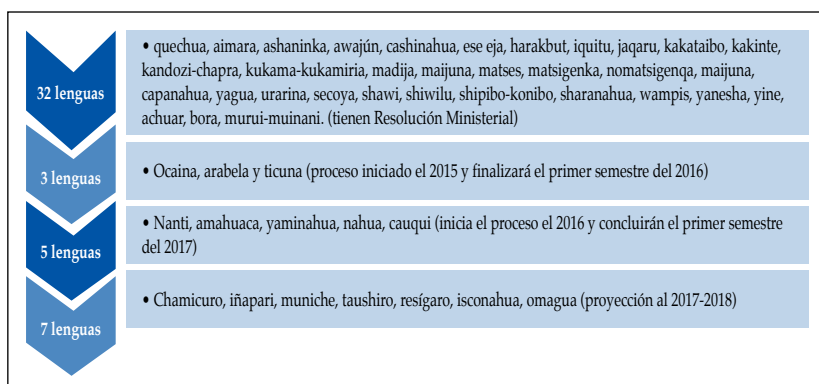 32 lenguas
• quechua, aimara, ashaninka, awajún, cashinahua, ese eja, harakbut, iquitu, jaqaru, kakataibo, kakinte,
kandozi-chapra, kukama-kukamiria, madija, maijuna, matses, matsigenka, nomatsigenqa, maijuna,
capanahua, yagua, urarina, secoya, shawi, shiwilu, shipibo-konibo, sharanahua, wampis, yanesha, yine,
achuar, bora, murui-muinani. (tienen Resolución Ministerial)
3 lenguas
• Ocaina, arabela y ticuna (proceso iniciado el 2015 y finalizará el primer semestre del 2016)
5 lenguas
• Nanti, amahuaca, yaminahua, nahua, cauqui (inicia el proceso el 2016 y concluirán el primer semestre
del 2017)
7 lenguas
• Chamicuro, iñapari, muniche, taushiro, resígaro, isconahua, omagua (proyección al 2017-2018)